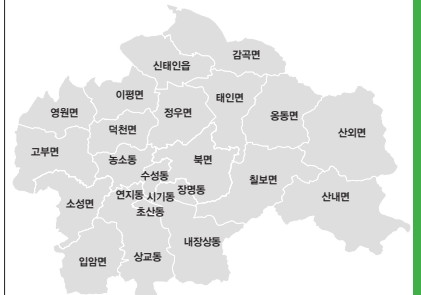 감곡면
신태인읍
이평면
태인면
영원면
정우면
옹동면
덕천면
산외면
고부면
농소동
북면
수성동
칠보면
장명동
연지동
시기동
산내면
소성면
초산동
내장상동
입암면
상교동